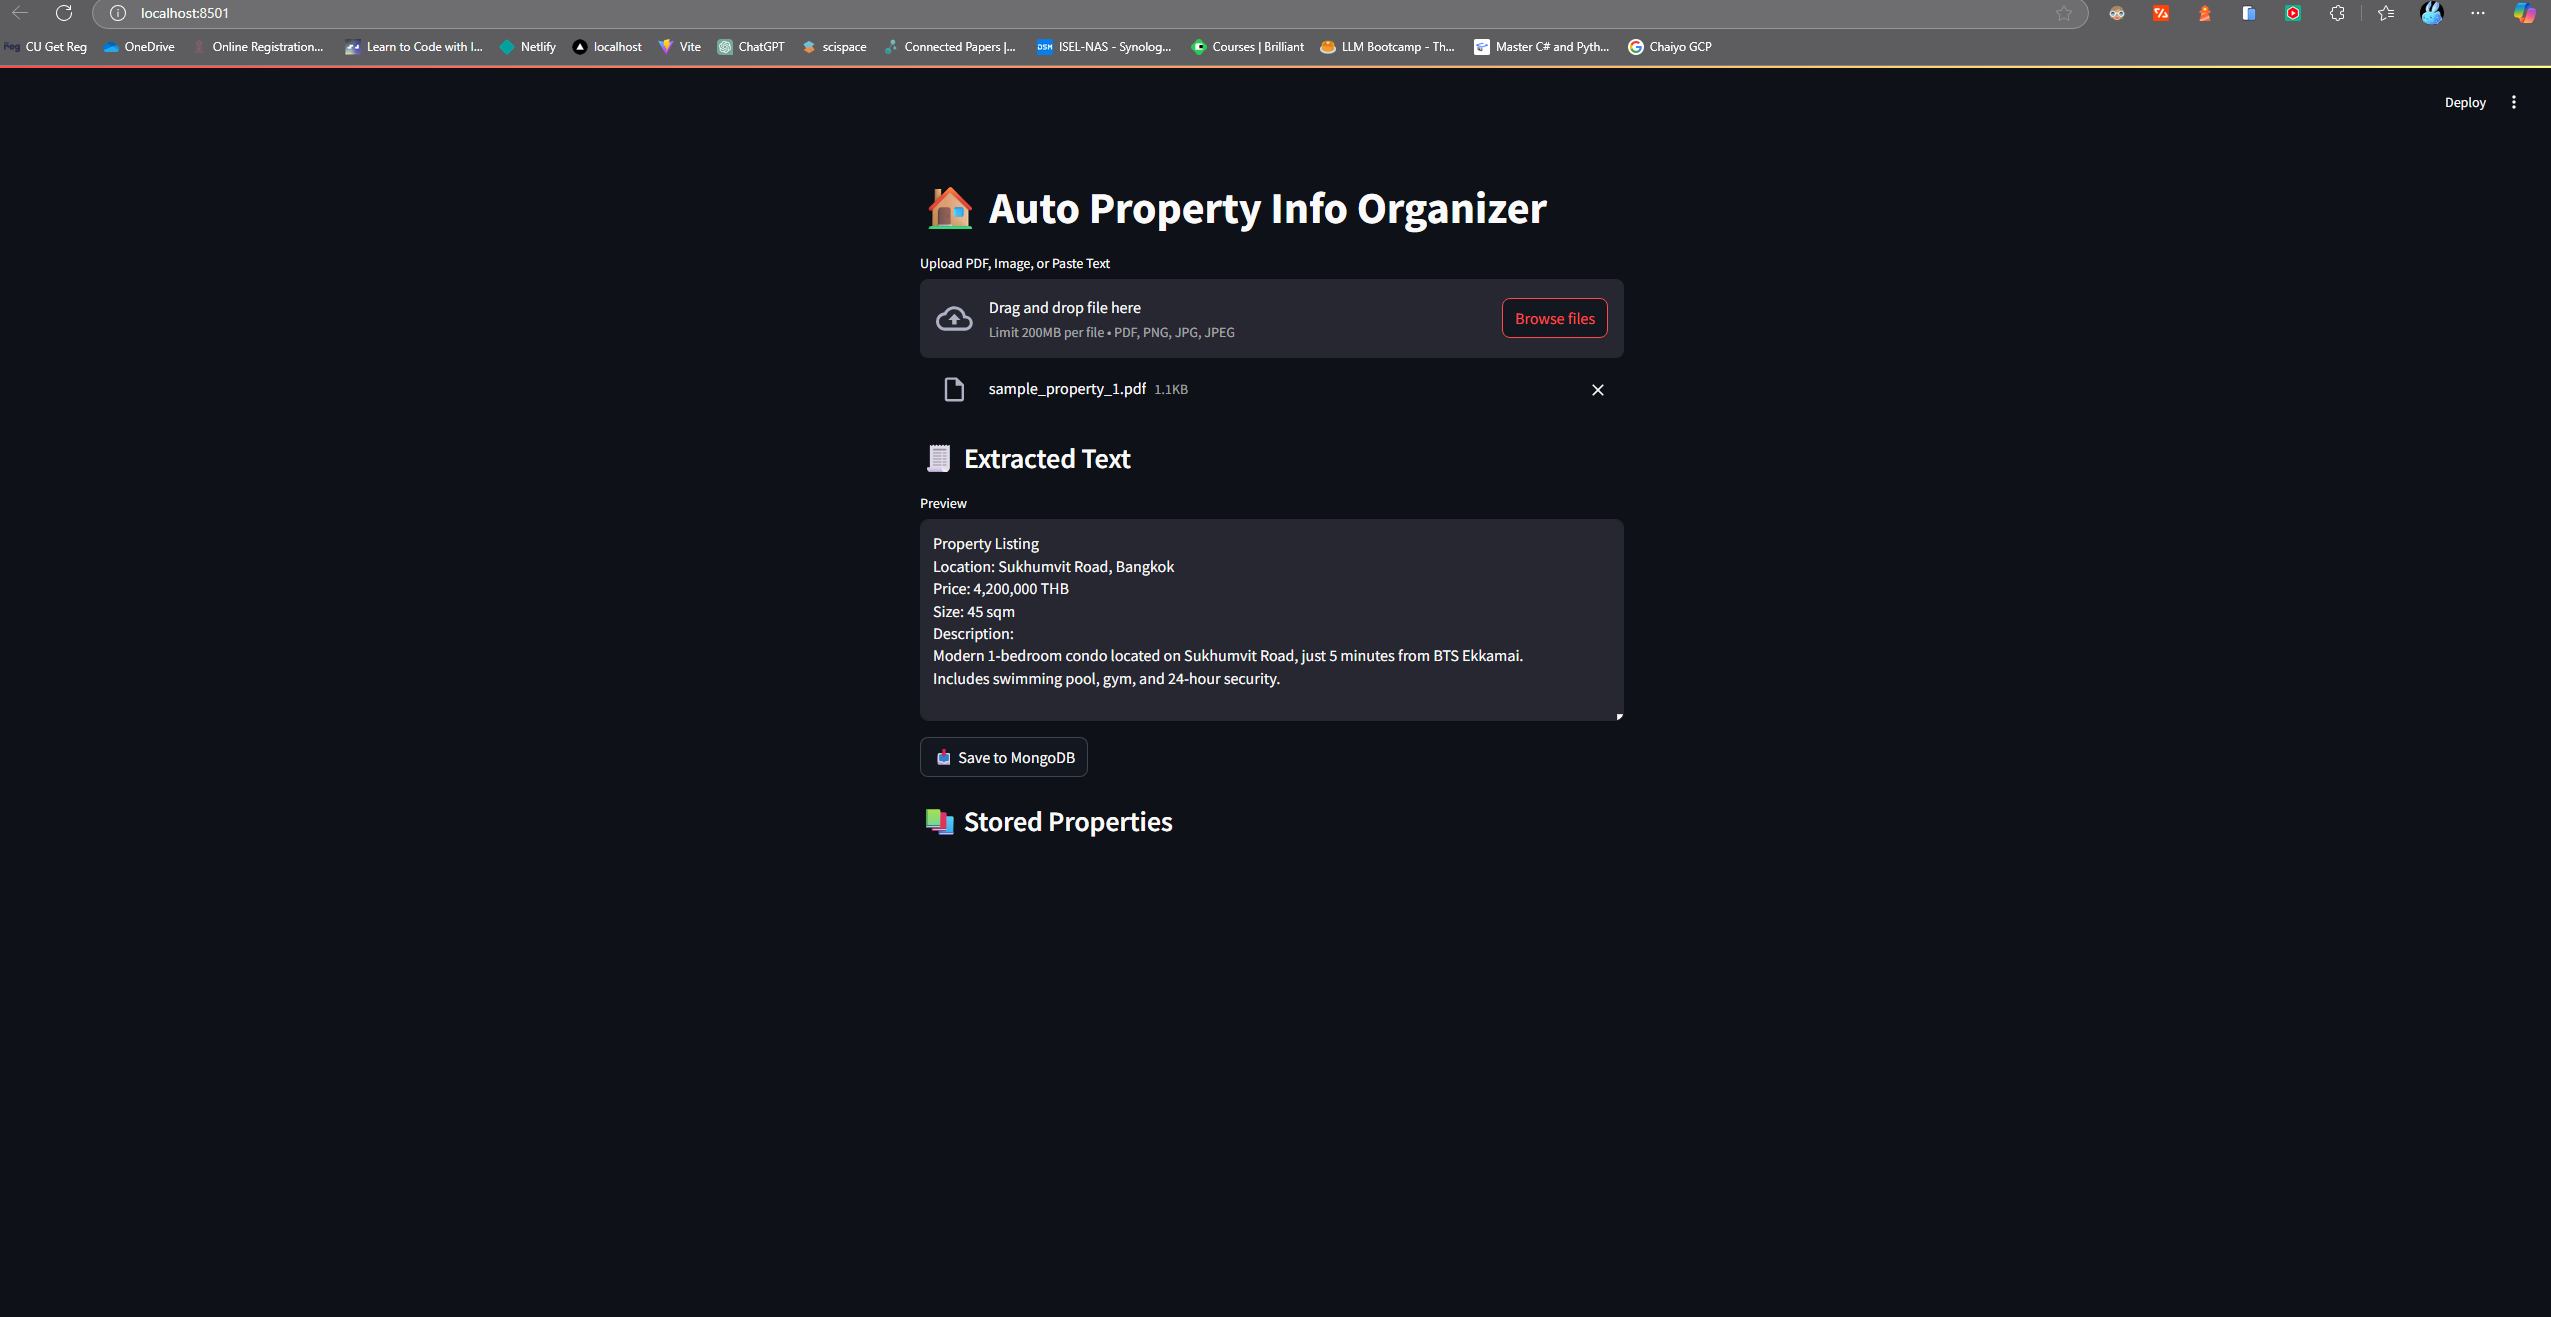 localhost:8501
CU Get Reg
OneDrive
Online Registration...
Learn to Code with I...
Netlify
localhost
Vite
ChatGPT
scispace
Connected Papers |...
DSM
ISEL-NAS - Synolog...
Courses | Brilliant
LLM Bootcamp - Th...
Master C# and Pyth...
Chaiyo GCP
Deploy
Auto Property Info Organizer
Upload PDF, Image, or Paste Text
Drag and drop file here
Limit 200MB per file • PDF, PNG, JPG, JPEG
Browse files
sample_property_1.pdf 1.1KB
Extracted Text
Preview
Property Listing
Location: Sukhumvit Road, Bangkok
Price: 4,200,000 THB
Size: 45 sqm
Description:
Modern 1-bedroom condo located on Sukhumvit Road, just 5 minutes from BTS Ekkamai.
Includes swimming pool, gym, and 24-hour security.
Save to MongoDB
Stored Properties